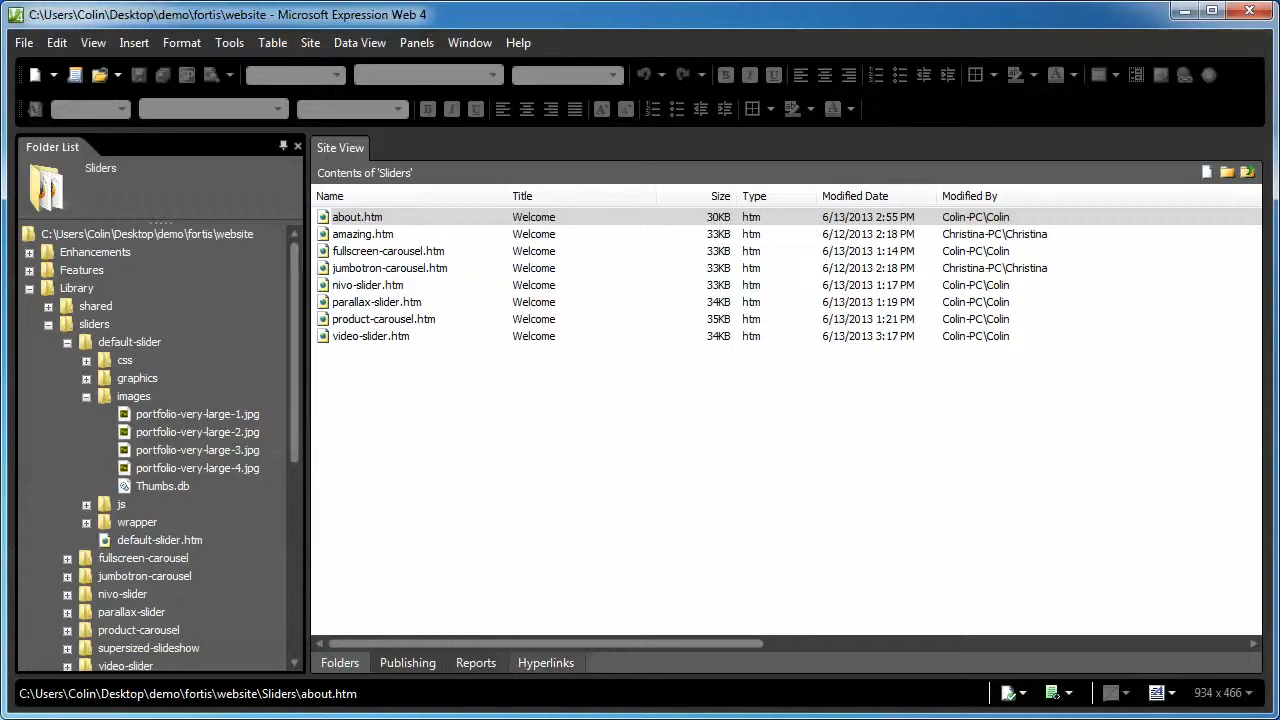 C:\Users\Colin\Desktop\demo\fortis\website - Microsoft Expression Web 4
File Edit View Insert Format Tools Table Site Data View Panels Window Help
Folder List
Sliders
C:\Users\Colin\Desktop\demo\fortis\website
Enhancements
Features
Library
shared
sliders
default-slider
css
graphics
images
portfolio-very-large-1.jpg
portfolio-very-large-2.jpg
portfolio-very-large-3.jpg
portfolio-very-large-4.jpg
Thumbs.db
js
wrapper
default-slider.htm
fullscreen-carousel
jumbotron-carousel
nivo-slider
parallax-slider
product-carousel
supersized-slideshow
video-slider
Site View
Contents of 'Sliders'
Name Title Size Type Modified Date Modified By
about.htm Welcome 30KB htm 6/13/2013 2:55 PM Colin-PC\Colin
amazing.htm Welcome 33KB htm 6/12/2013 2:18 PM Christina-PC\Christina
fullscreen-carousel.htm Welcome 33KB htm 6/13/2013 1:14 PM Colin-PC\Colin
jumbotron-carousel.htm Welcome 33KB htm 6/12/2013 2:18 PM Christina-PC\Christina
nivo-slider.htm Welcome 33KB htm 6/13/2013 1:17 PM Colin-PC\Colin
parallax-slider.htm Welcome 34KB htm 6/13/2013 1:19 PM Colin-PC\Colin
product-carousel.htm Welcome 35KB htm 6/13/2013 1:21 PM Colin-PC\Colin
video-slider.htm Welcome 34KB htm 6/13/2013 3:17 PM Colin-PC\Colin
Folders Publishing Reports Hyperlinks
C:\Users\Colin\Desktop\demo\fortis\website\Sliders\about.htm
934 x 466